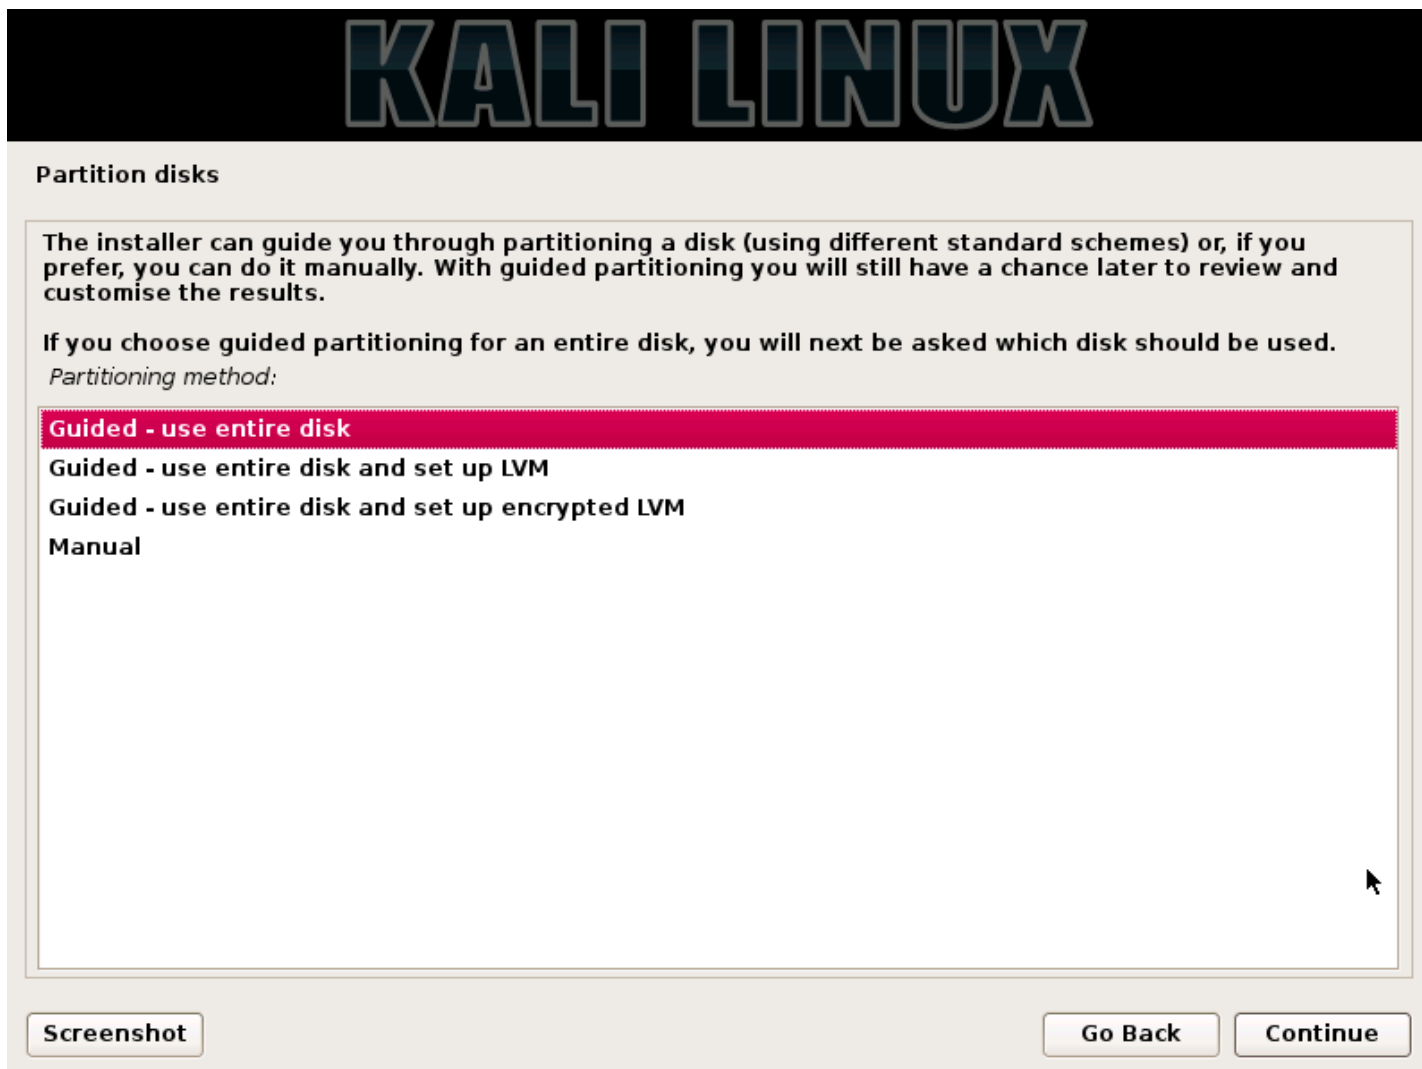 KALI LINUX
Partition disks
The installer can guide you through partitioning a disk (using different standard schemes) or, if you
prefer, you can do it manually. With guided partitioning you will still have a chance later to review and
customise the results.
If you choose guided partitioning for an entire disk, you will next be asked which disk should be used.
Partitioning method:
Guided - use entire disk
Guided - use entire disk and set up LVM
Guided - use entire disk and set up encrypted LVM
Manual
Screenshot
Go Back
Continue